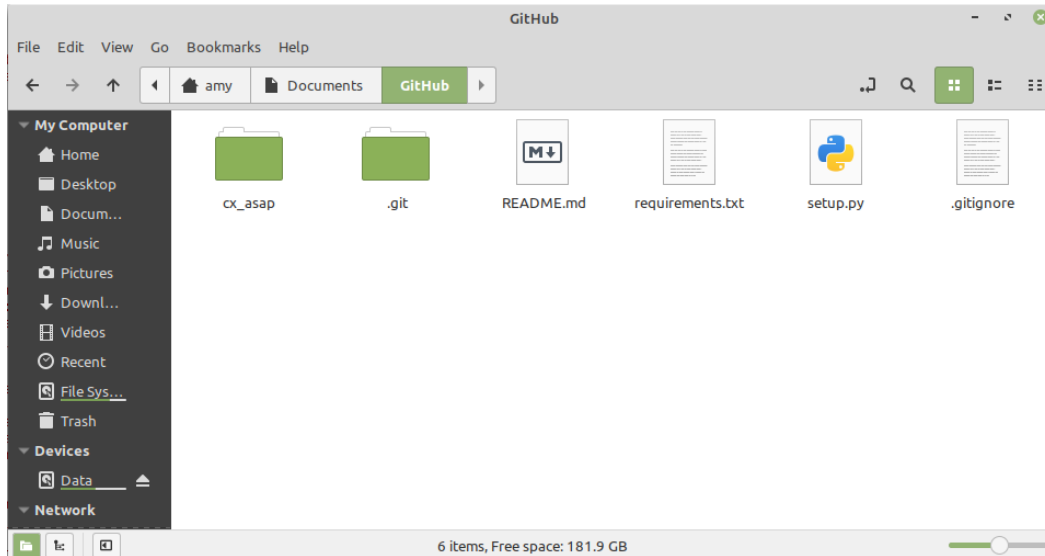 GitHub
File Edit View Go Bookmarks Help
amy Documents GitHub
My Computer
Home
Desktop
Docum...
Music
Pictures
Downl...
Videos
Recent
File Sys...
Trash
Devices
Data
Network
M
cx_asap .git README.md requirements.txt setup.py .gitignore
6 items, Free space: 181.9 GB